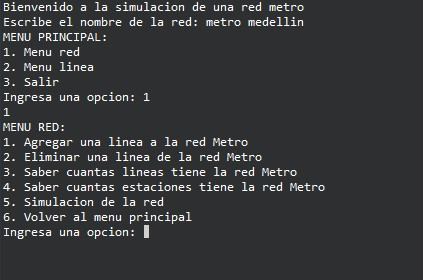 Bienvenido a la simulacion de una red metro
Escribe el nombre de la red: metro medellin
MENU PRINCIPAL:
1. Menu red
2. Menu linea
3. Salir
Ingresa una opcion: 1
1
MENU RED:
1. Agregar una linea a la red Metro
2. Eliminar una linea de la red Metro
3. Saber cuantas lineas tiene la red Metro
4. Saber cuantas estaciones tiene la red Metro
5. Simulacion de la red
6. Volver al menu principal
Ingresa una opcion: